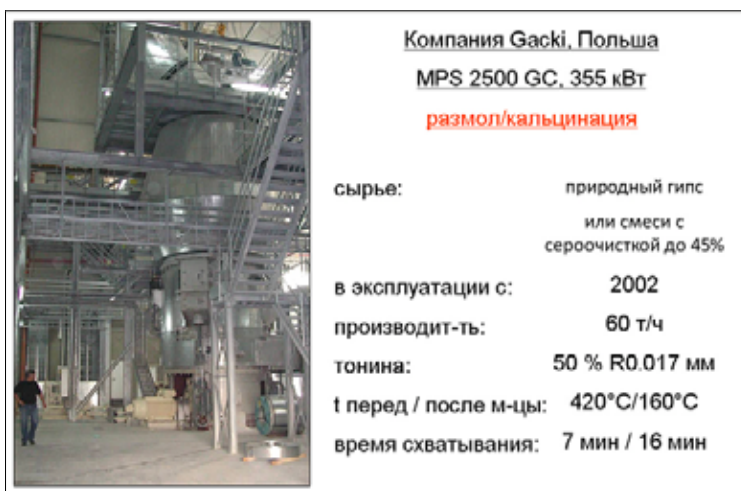 Компания Gacki, Польша
MPS 2500 GC, 355 кВт
размол/кальцинация
сырье: природный гипс
или смеси с
сероочисткой до 45%
в эксплуатации с: 2002
производит-ть: 60 т/ч
тонина: 50 % R0.017 мм
t перед / после м-цы: 420°C/160°C
время схватывания: 7 мин / 16 мин